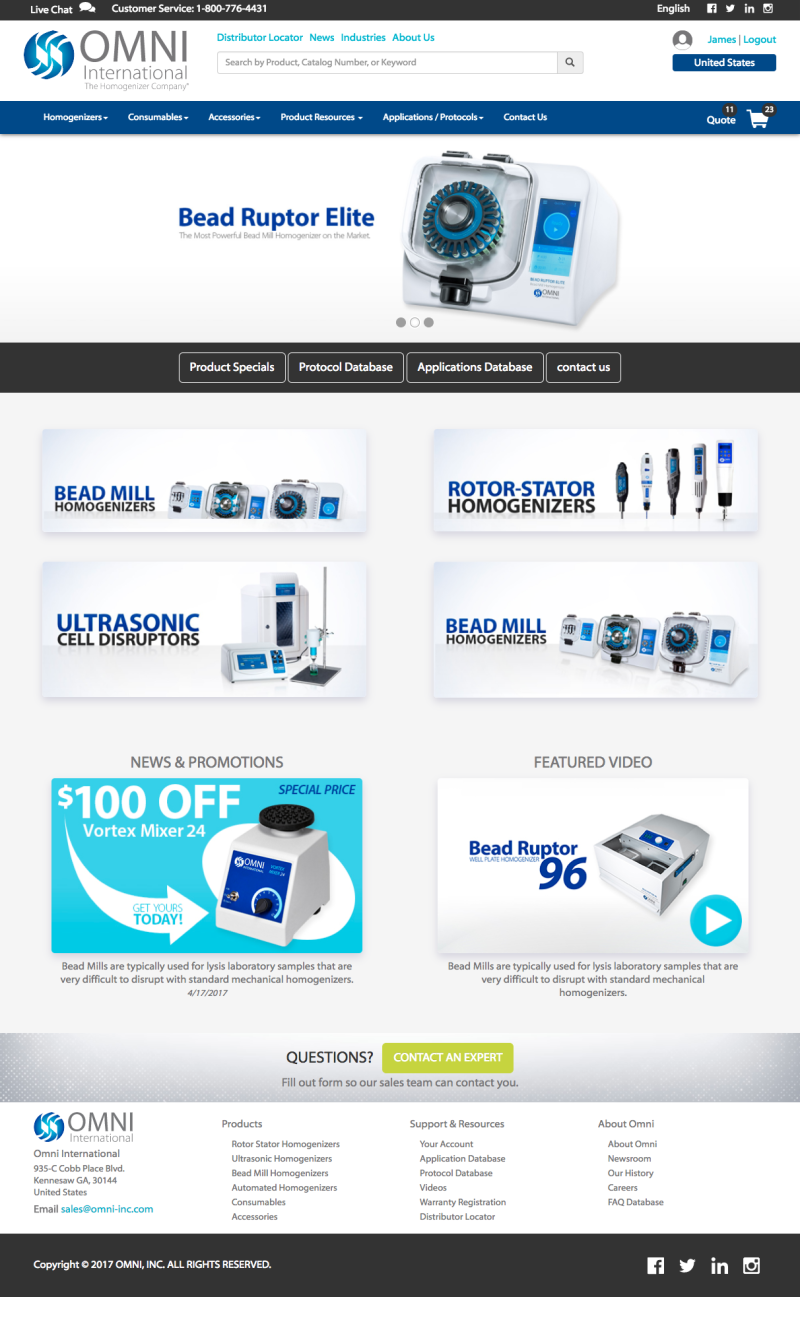 Live Chat Customer Service: 1-800-776-4431 English
OMNI
International
The Homogenizer Company®
Distributor Locator News Industries About Us
Search by Product, Catalog Number, or Keyword
James | Logout
United States
Homogenizers Consumables Accessories Product Resources Applications / Protocols Contact Us
Quote 11 23
Bead Ruptor Elite
The Most Powerful Bead Mill Homogenizer on the Market.
BEAD RUPTOR ELITE
OMNI
Product Specials Protocol Database Applications Database contact us
BEAD MILL
HOMOGENIZERS
ROTOR-STATOR
HOMOGENIZERS
ULTRASONIC
CELL DISRUPTORS
BEAD MILL
HOMOGENIZERS
NEWS & PROMOTIONS
$100 OFF
SPECIAL PRICE
Vortex Mixer 24
OMNI
INTERNATIONAL
VORTEX
MIXER 24
GET YOURS
TODAY!
Bead Mills are typically used for lysis laboratory samples that are
very difficult to disrupt with standard mechanical homogenizers.
4/17/2017
FEATURED VIDEO
Bead Ruptor
WELL PLATE HOMOGENIZER
96
Bead Mills are typically used for lysis laboratory samples that are
very difficult to disrupt with standard mechanical
homogenizers.
QUESTIONS? CONTACT AN EXPERT
Fill out form so our sales team can contact you.
OMNI
International
Omni International
935-C Cobb Place Blvd.
Kennesaw GA, 30144
United States
Email sales@omni-inc.com
Products
Rotor Stator Homogenizers
Ultrasonic Homogenizers
Bead Mill Homogenizers
Automated Homogenizers
Consumables
Accessories
Support & Resources
Your Account
Application Database
Protocol Database
Videos
Warranty Registration
Distributor Locator
About Omni
About Omni
Newsroom
Our History
Careers
FAQ Database
Copyright © 2017 OMNI, INC. ALL RIGHTS RESERVED.